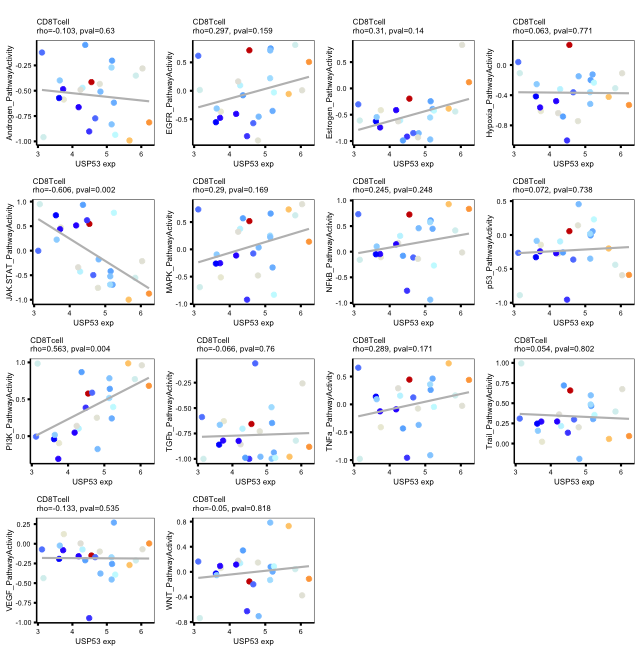 CD8Tcell
rho=-0.103, pval=0.63
Androgen_PathwayActivity
-0.25
-0.50
-0.75
-1.00
3 4 5 6
USP53 exp
CD8Tcell
rho=0.297, pval=0.159
EGFR_PathwayActivity
0.5
0.0
-0.5
3 4 5 6
USP53 exp
CD8Tcell
rho=0.31, pval=0.14
Estrogen_PathwayActivity
0.5
0.0
-0.5
-1.0
3 4 5 6
USP53 exp
CD8Tcell
rho=0.063, pval=0.771
Hypoxia_PathwayActivity
0.0
-0.4
-0.8
3 4 5 6
USP53 exp
CD8Tcell
rho=-0.606, pval=0.002
JAK.STAT_PathwayActivity
1.0
0.5
0.0
-0.5
-1.0
3 4 5 6
USP53 exp
CD8Tcell
rho=0.29, pval=0.169
MAPK_PathwayActivity
0.5
0.0
-0.5
-1.0
3 4 5 6
USP53 exp
CD8Tcell
rho=0.245, pval=0.248
NFkB_PathwayActivity
1.0
0.5
0.0
-0.5
-1.0
3 4 5 6
USP53 exp
CD8Tcell
rho=0.072, pval=0.738
p53_PathwayActivity
0.5
0.0
-0.5
-1.0
3 4 5 6
USP53 exp
CD8Tcell
rho=0.563, pval=0.004
PI3K_PathwayActivity
1.0
0.5
0.0
3 4 5 6
USP53 exp
CD8Tcell
rho=-0.066, pval=0.76
TGFb_PathwayActivity
-0.25
-0.50
-0.75
-1.00
3 4 5 6
USP53 exp
CD8Tcell
rho=0.289, pval=0.171
TNFa_PathwayActivity
0.5
0.0
-0.5
-1.0
3 4 5 6
USP53 exp
CD8Tcell
rho=0.054, pval=0.802
Trail_PathwayActivity
1.00
0.75
0.50
0.25
0.00
3 4 5 6
USP53 exp
CD8Tcell
rho=-0.133, pval=0.535
VEGF_PathwayActivity
0.25
0.00
-0.25
-0.50
-0.75
-1.00
3 4 5 6
USP53 exp
CD8Tcell
rho=-0.05, pval=0.818
WNT_PathwayActivity
0.8
0.4
0.0
-0.4
-0.8
3 4 5 6
USP53 exp